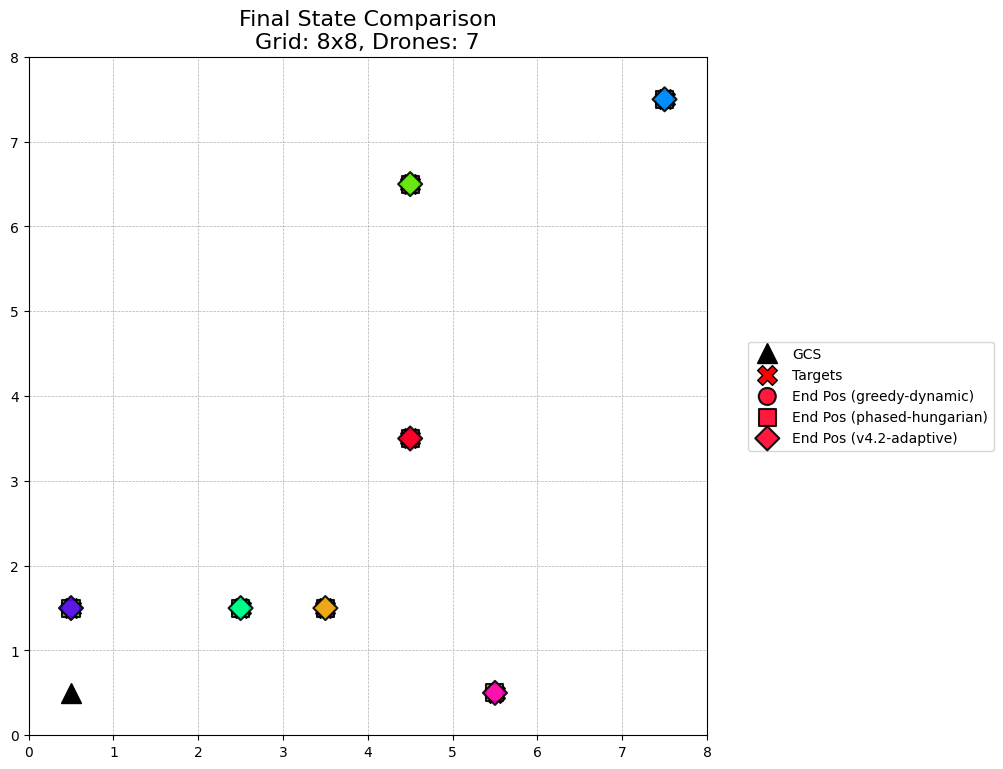 Final State Comparison
Grid: 8x8, Drones: 7
8
7
6
5
4
3
2
1
0
0 1 2 3 4 5 6 7 8
GCS
Targets
End Pos (greedy-dynamic)
End Pos (phased-hungarian)
End Pos (v4.2-adaptive)